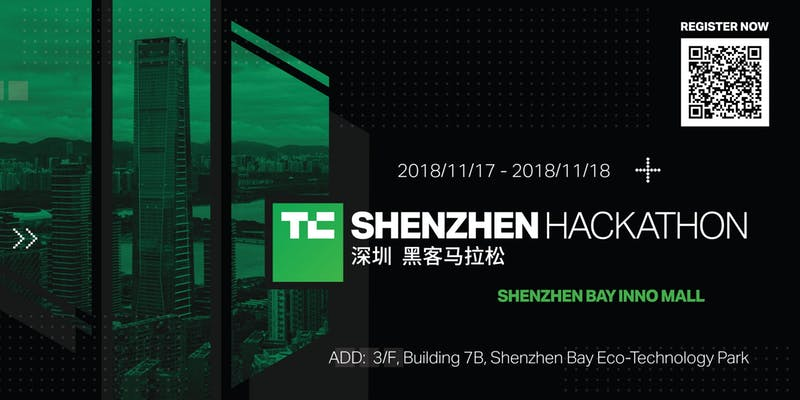 REGISTER NOW
2018/11/17 - 2018/11/18
TC SHENZHEN HACKATHON
深圳 黑客马拉松
SHENZHEN BAY INNO MALL
ADD: 3/F, Building 7B, Shenzhen Bay Eco-Technology Park